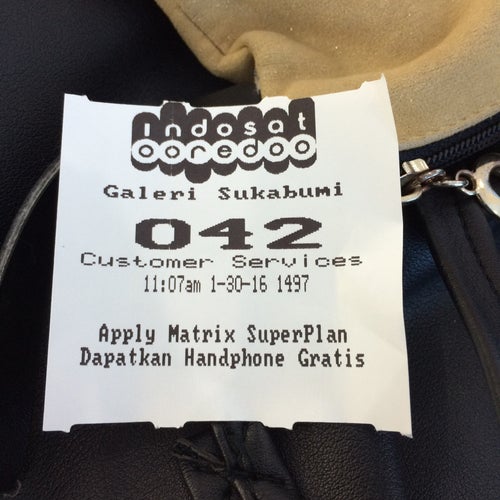 indosat
ooredoo
Galeri Sukabumi
042
Customer Services
11:07am 1-30-16 1497
Apply Matrix SuperPlan
Dapatkan Handphone Gratis